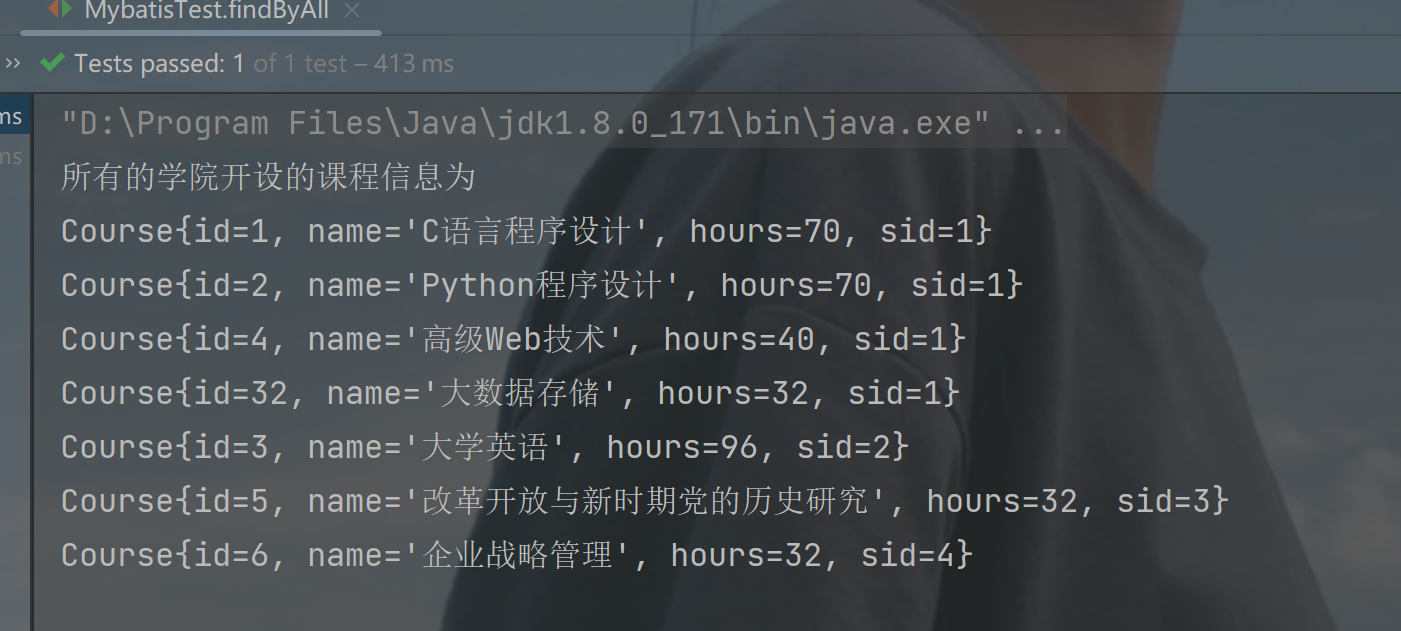 MybatisTest.findByAll ×
>> Tests passed: 1 of 1 test – 413 ms
ms
"D:\Program Files\Java\jdk1.8.0_171\bin\java.exe" ...
ms
所有的学院开设的课程信息为
Course{id=1, name='C语言程序设计', hours=70, sid=1}
Course{id=2, name='Python程序设计', hours=70, sid=1}
Course{id=4, name='高级Web技术', hours=40, sid=1}
Course{id=32, name='大数据存储', hours=32, sid=1}
Course{id=3, name='大学英语', hours=96, sid=2}
Course{id=5, name='改革开放与新时期党的历史研究', hours=32, sid=3}
Course{id=6, name='企业战略管理', hours=32, sid=4}